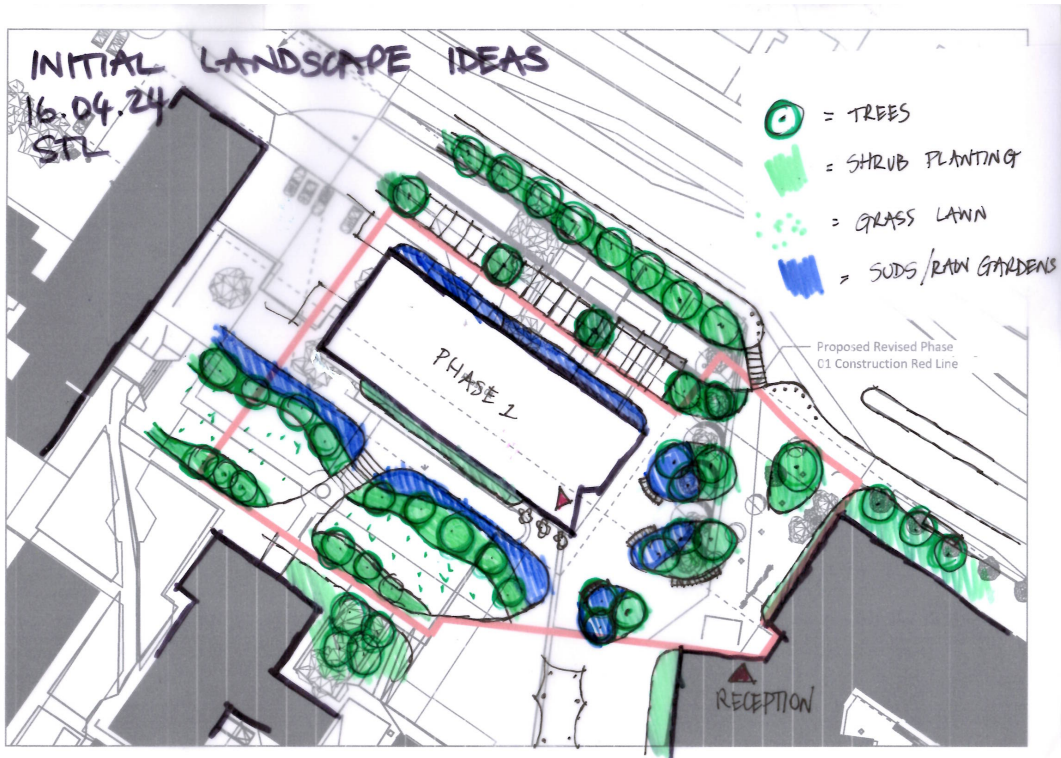 INITIAL LANDSCAPE IDEAS
16.04.24
STL
= TREES
= SHRUB PLANTING
= GRASS LAWN
= SUDS/RAIN GARDENS
Proposed Revised Phase
01 Construction Red Line
PHASE 1
RECEPTION